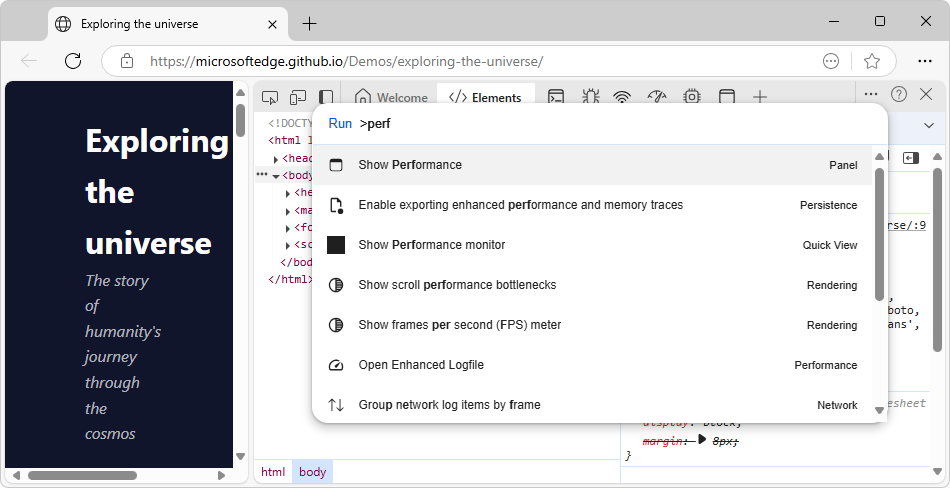 Exploring the universe
https://microsoftedge.github.io/Demos/exploring-the-universe/
Exploring
the
universe
The story
of
humanity's
journey
through
the
cosmos
Welcome
Elements
<!DOCTY
<html l
<head
<body
<he
<ma
<fo
<sc
</body
</html>
html body
Run >perf
Show Performance Panel
Enable exporting enhanced performance and memory traces Persistence
Show Performance monitor Quick View
Show scroll performance bottlenecks Rendering
Show frames per second (FPS) meter Rendering
Open Enhanced Logfile Performance
Group network log items by frame Network
rse/:9
,
boto,
ans',
esheet
display: block;
margin: 8px;
}